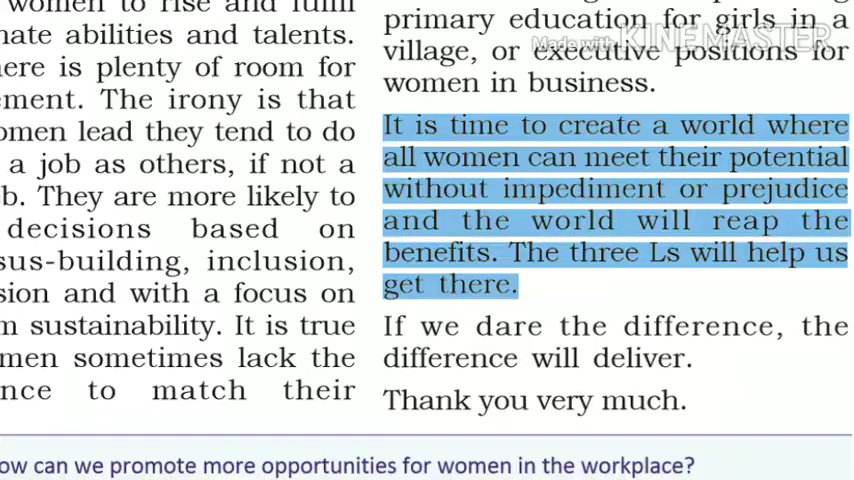 women to rise and fulfil
nate abilities and talents.
here is plenty of room for
ement. The irony is that
omen lead they tend to do
a job as others, if not a
b. They are more likely to
decisions based on
sus-building, inclusion,
sion and with a focus on
m sustainability. It is true
men sometimes lack the
nce to match their
primary education for girls in a
village, or executive positions for
women in business.
It is time to create a world where
all women can meet their potential
without impediment or prejudice
and the world will reap the
benefits. The three Ls will help us
get there.
If we dare the difference, the
difference will deliver.
Thank you very much.
ow can we promote more opportunities for women in the workplace?
Made with KINEMASTER